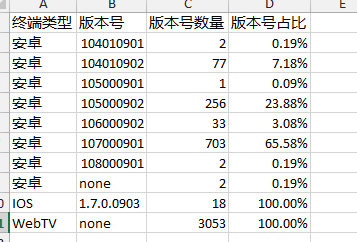 A B C D E
终端类型 版本号 版本号数量 版本号占比
安卓 104010901 2 0.19%
安卓 104010902 77 7.18%
安卓 105000901 1 0.09%
安卓 105000902 256 23.88%
安卓 106000902 33 3.08%
安卓 107000901 703 65.58%
安卓 108000901 2 0.19%
安卓 none 2 0.19%
IOS 1.7.0.0903 18 100.00%
WebTV none 3053 100.00%